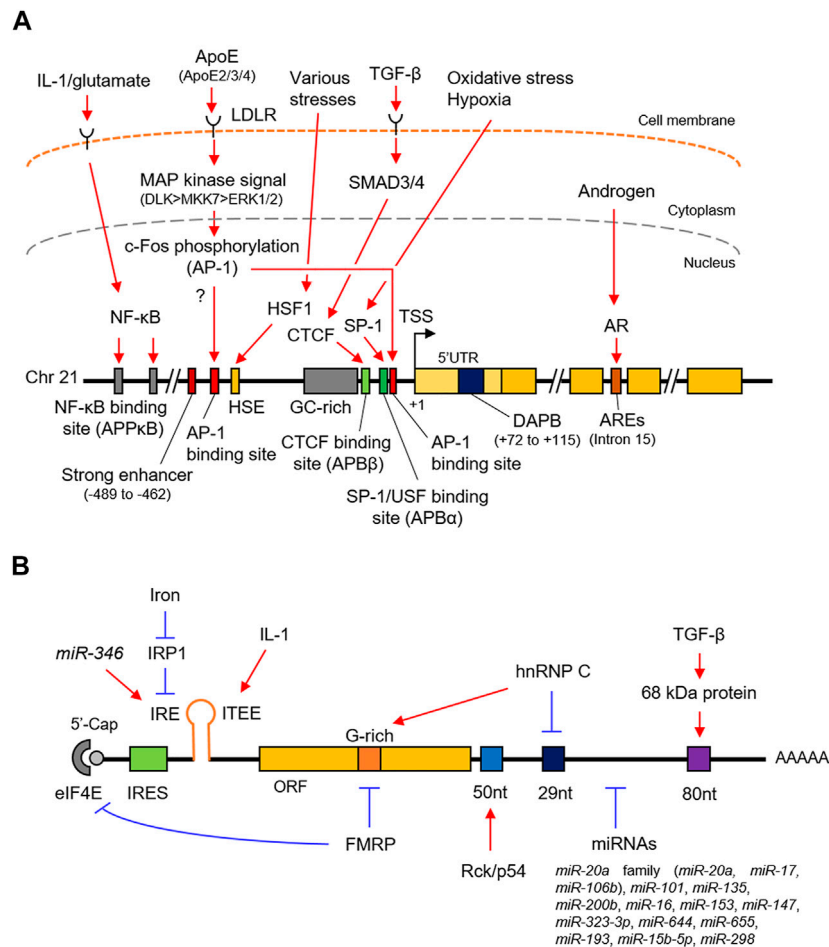 A
IL-1/glutamate
ApoE
(ApoE2/3/4)
LDLR
Various
stresses
TGF-β
Oxidative stress
Hypoxia
Cell membrane
MAP kinase signal
(DLK>MKK7>ERK1/2)
SMAD3/4
Androgen
Cytoplasm
c-Fos phosphorylation
(AP-1)
Nucleus
?
NF-κB
HSF1
CTCF
SP-1
TSS
AR
5'UTR
Chr 21
+1
NF-κB binding
site (APPκB)
AP-1
binding site
HSE
GC-rich
DAPB
(+72 to +115)
AREs
(Intron 15)
Strong enhancer
(-489 to -462)
CTCF binding
site (APBβ)
AP-1
binding site
SP-1/USF binding
site (APBα)
B
Iron
miR-346
IRP1
IL-1
TGF-β
hnRNP C
68 kDa protein
IRE
ITEE
5'-Cap
G-rich
AAAAA
eIF4E
IRES
ORF
50nt
29nt
80nt
FMRP
Rck/p54
miRNAs
miR-20a family (miR-20a, miR-17,
miR-106b), miR-101, miR-135,
miR-200b, miR-16, miR-153, miR-147,
miR-323-3p, miR-644, miR-655,
miR-193, miR-15b-5p, miR-298